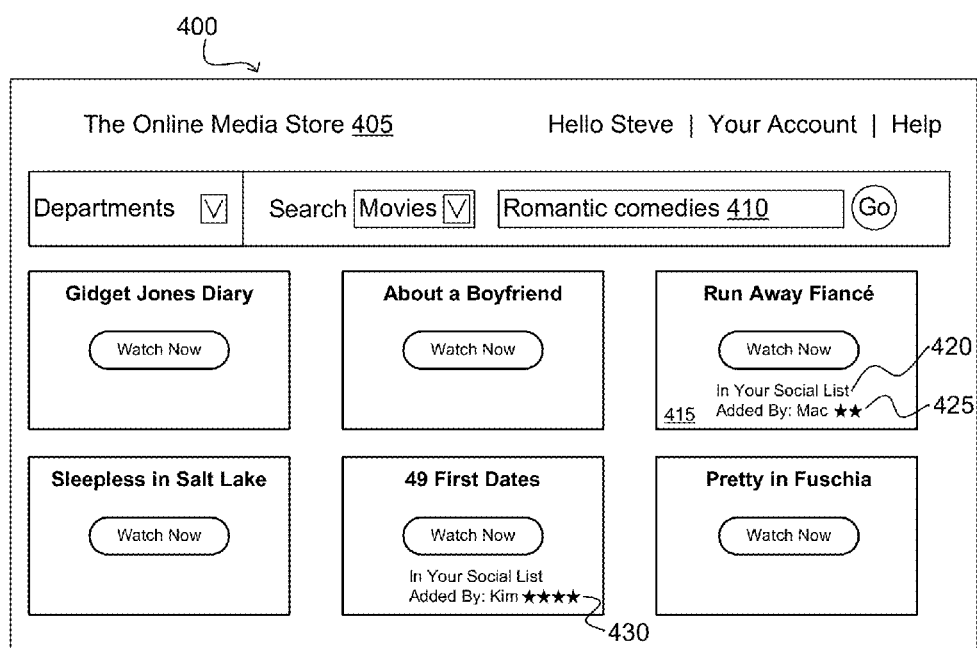 400
The Online Media Store 405
Hello Steve | Your Account | Help
Departments V Search Movies V Romantic comedies 410 Go
Gidget Jones Diary
Watch Now
About a Boyfriend
Watch Now
Run Away Fiancé
Watch Now
In Your Social List
Added By: Mac ★★
415
420
425
Sleepless in Salt Lake
Watch Now
49 First Dates
Watch Now
In Your Social List
Added By: Kim ★★★★
430
Pretty in Fuschia
Watch Now